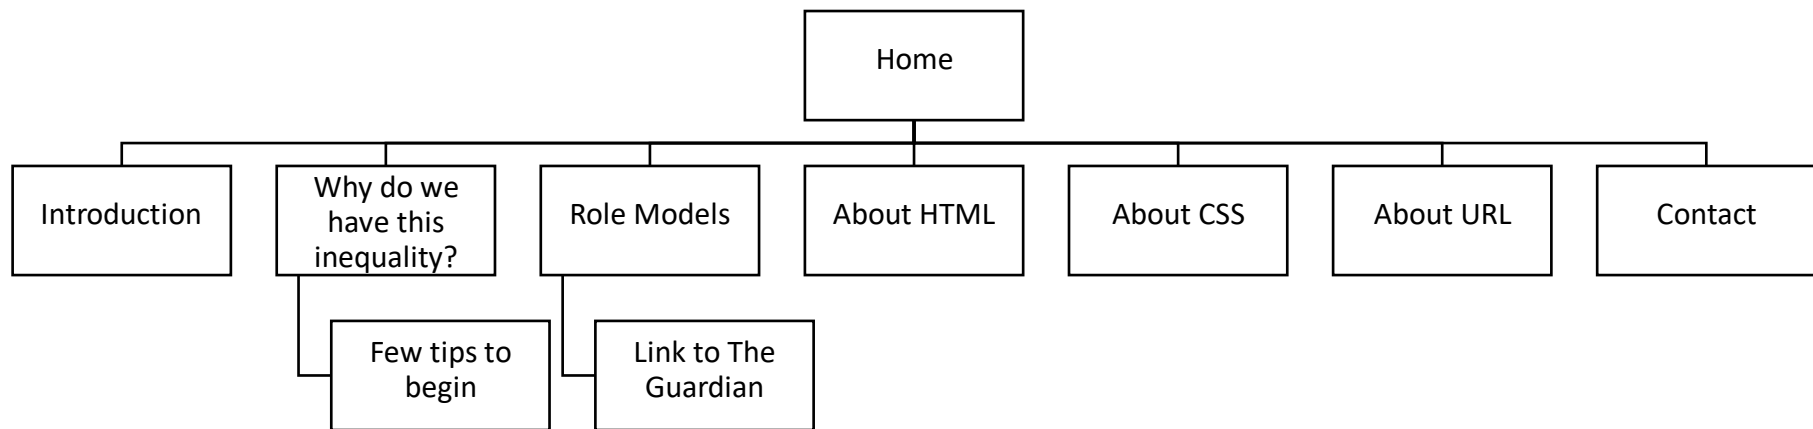 Home
Introduction
Why do we
have this
inequality?
Role Models
About HTML
About CSS
About URL
Contact
Few tips to
begin
Link to The
Guardian